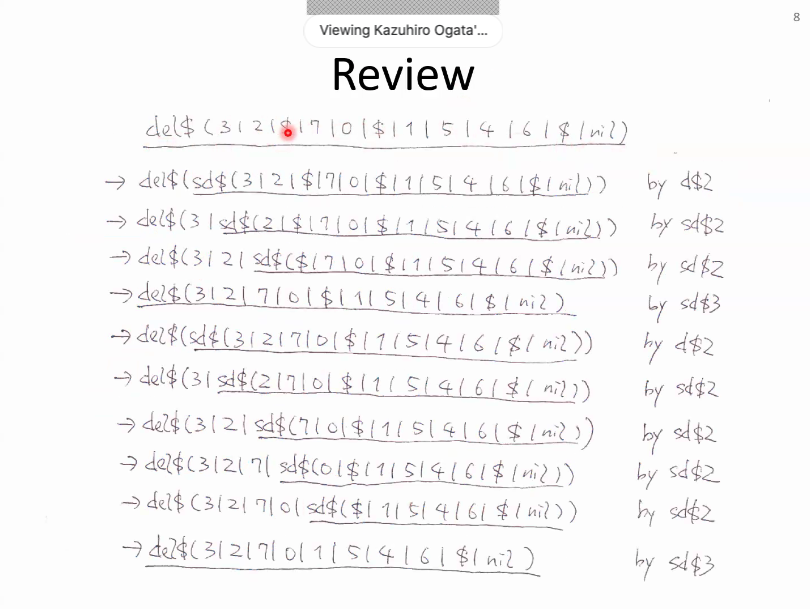 8
Viewing Kazuhiro Ogata'...
Review
del$(3|2|$|7|0|$|1|5|4|6|$|nil)
→ del$(sd$(3|2|$|7|0|$|1|5|4|6|$|nil)) by d$2
→ del$(3|sd$(2|$|7|0|$|1|5|4|6|$|nil)) by sd$2
→ del$(3|2|sd$($|7|0|$|1|5|4|6|$|nil)) by sd$2
→ del$(3|2|7|0|$|1|5|4|6|$|nil) by sd$3
→ del$(sd$(3|2|7|0|$|1|5|4|6|$|nil)) by d$2
→ del$(3|sd$(2|7|0|$|1|5|4|6|$|nil)) by sd$2
→ del$(3|2|sd$(7|0|$|1|5|4|6|$|nil)) by sd$2
→ del$(3|2|7|sd$(0|$|1|5|4|6|$|nil)) by sd$2
→ del$(3|2|7|0|sd$($|1|5|4|6|$|nil)) by sd$2
→ del$(3|2|7|0|1|5|4|6|$|nil) by sd$3